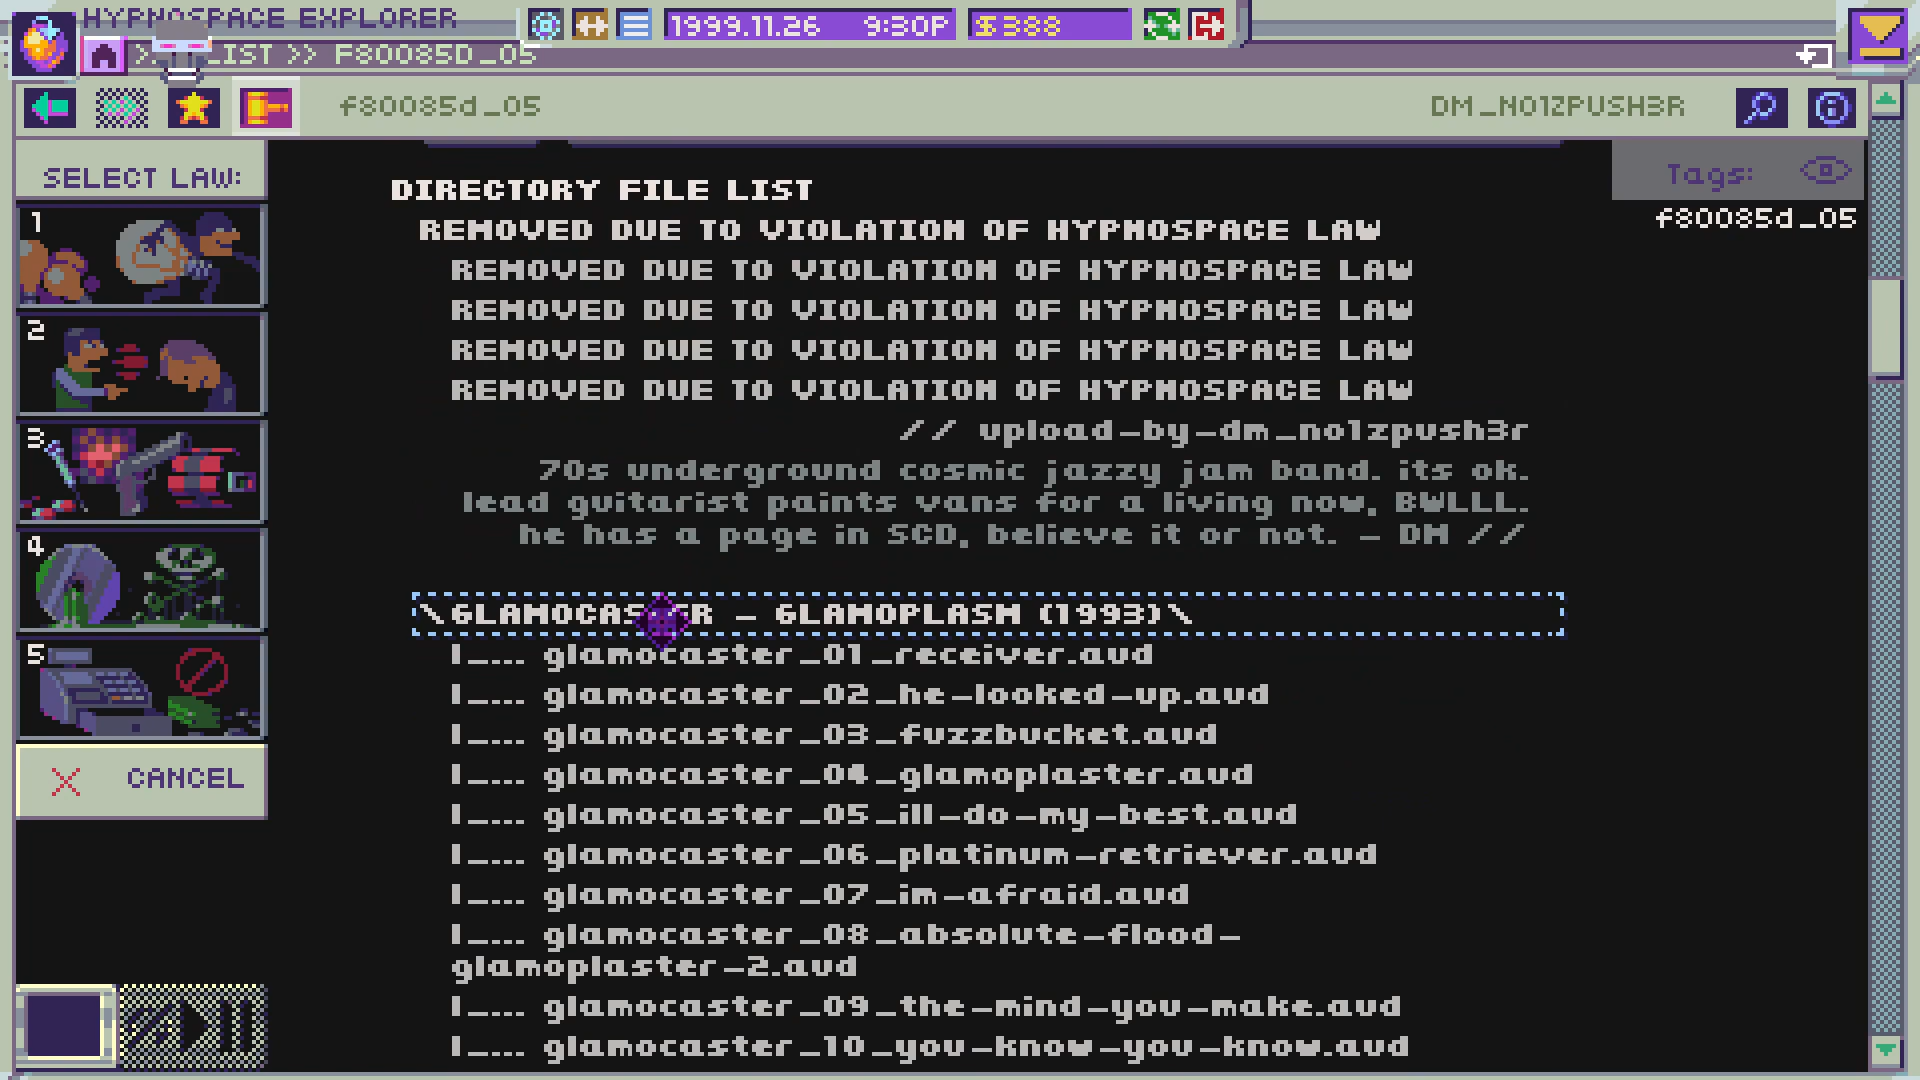 HYPNOSPACE EXPLORER
1999.11.26 9:30P $388
LIST >> F80085D_05
f80085d_05
DM_NO1ZPUSH3R
SELECT LAW:
1
2
3
4
5
CANCEL
Tags:
f80085d_05
DIRECTORY FILE LIST
REMOVED DUE TO VIOLATION OF HYPNOSPACE LAW
REMOVED DUE TO VIOLATION OF HYPNOSPACE LAW
REMOVED DUE TO VIOLATION OF HYPNOSPACE LAW
REMOVED DUE TO VIOLATION OF HYPNOSPACE LAW
REMOVED DUE TO VIOLATION OF HYPNOSPACE LAW
// upload-by-dm_no1zpush3r
70s underground cosmic jazzy jam band. its ok.
lead guitarist paints vans for a living now, BWLLL.
he has a page in SCD, believe it or not. - DM //
\GLAMOCASTER - GLAMOPLASM (1993)\
|_.... glamocaster_01_receiver.aud
|_.... glamocaster_02_he-looked-up.aud
|_.... glamocaster_03_fuzzbucket.aud
|_.... glamocaster_04_glamoplaster.aud
|_.... glamocaster_05_ill-do-my-best.aud
|_.... glamocaster_06_platinum-retriever.aud
|_.... glamocaster_07_im-afraid.aud
|_.... glamocaster_08_absolute-flood-
glamoplaster-2.aud
|_.... glamocaster_09_the-mind-you-make.aud
|_.... glamocaster_10_you-know-you-know.aud